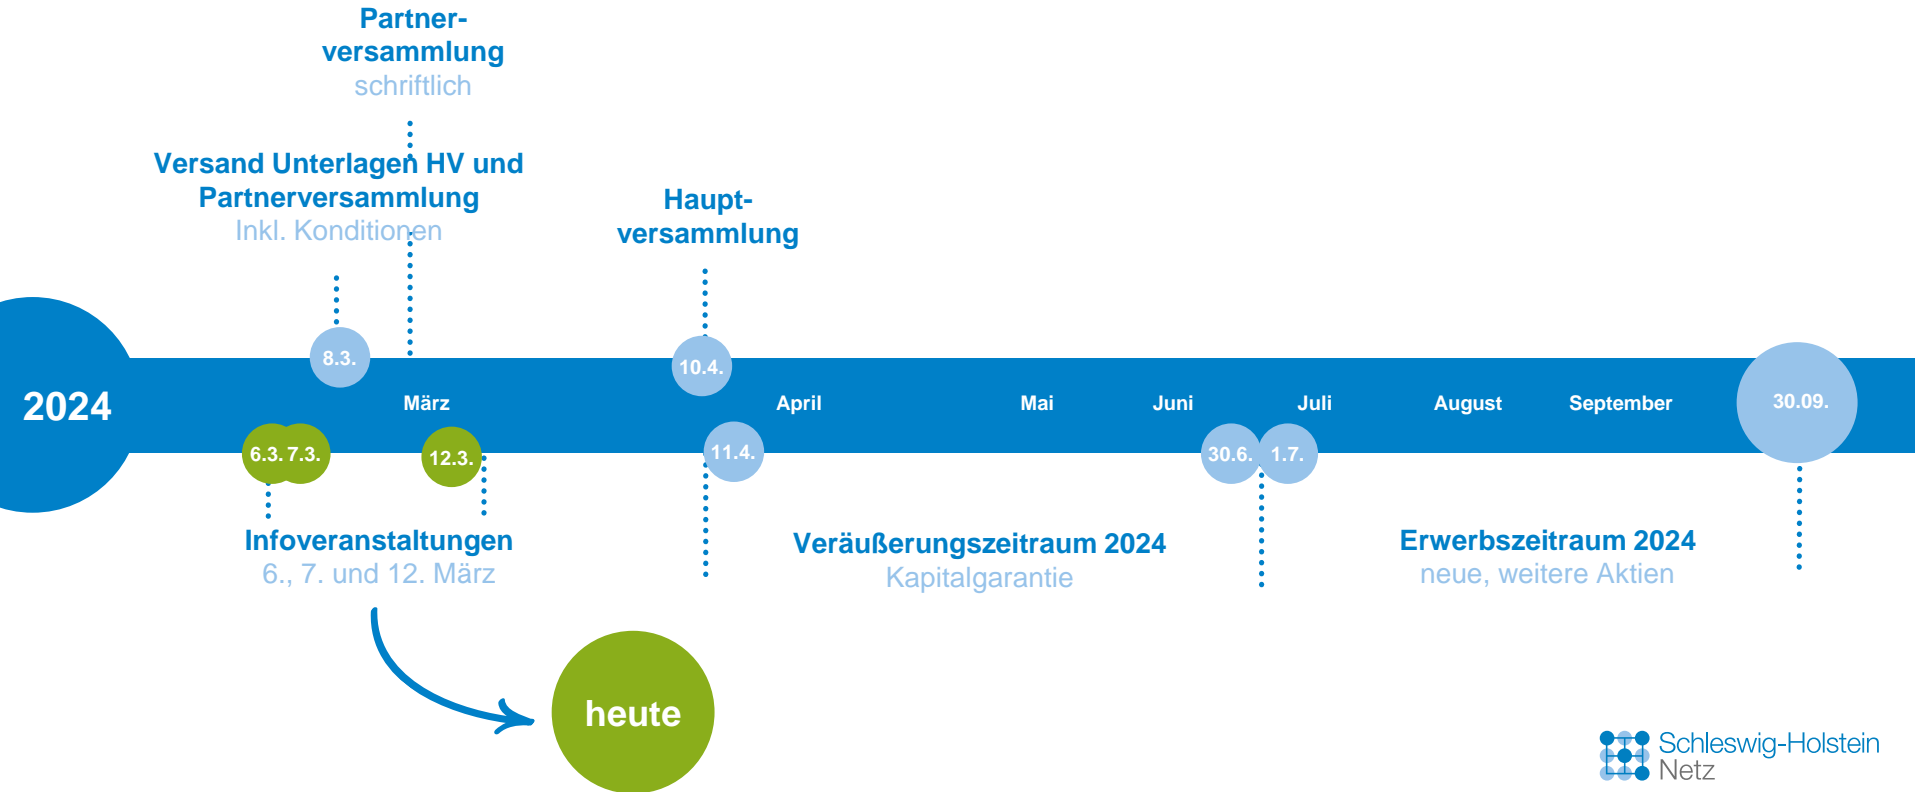 Partner-
versammlung
schriftlich
Versand Unterlagen HV und
Partnerversammlung
Inkl. Konditionen
Haupt-
versammlung
8.3.
10.4.
2024
März
April
Mai
Juni
Juli
August
September
30.09.
6.3. 7.3.
12.3.
11.4.
30.6.
1.7.
Infoveranstaltungen
6., 7. und 12. März
Veräußerungszeitraum 2024
Kapitalgarantie
Erwerbszeitraum 2024
neue, weitere Aktien
heute
Schleswig-Holstein
Netz